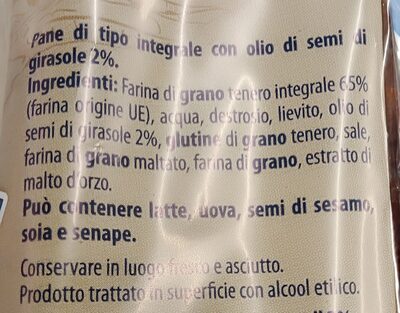 Pane di tipo integrale con olio di semi di
girasole 2%.
Ingredienti: Farina di grano tenero integrale 65%
(farina origine UE), acqua, destrosio, lievito, olio di
semi di girasole 2%, glutine di grano tenero, sale,
farina di grano maltato, farina di grano, estratto di
malto d'orzo.
Può contenere latte, uova, semi di sesamo,
soia e senape.
Conservare in luogo fresco e asciutto.
Prodotto trattato in superficie con alcool etilico.